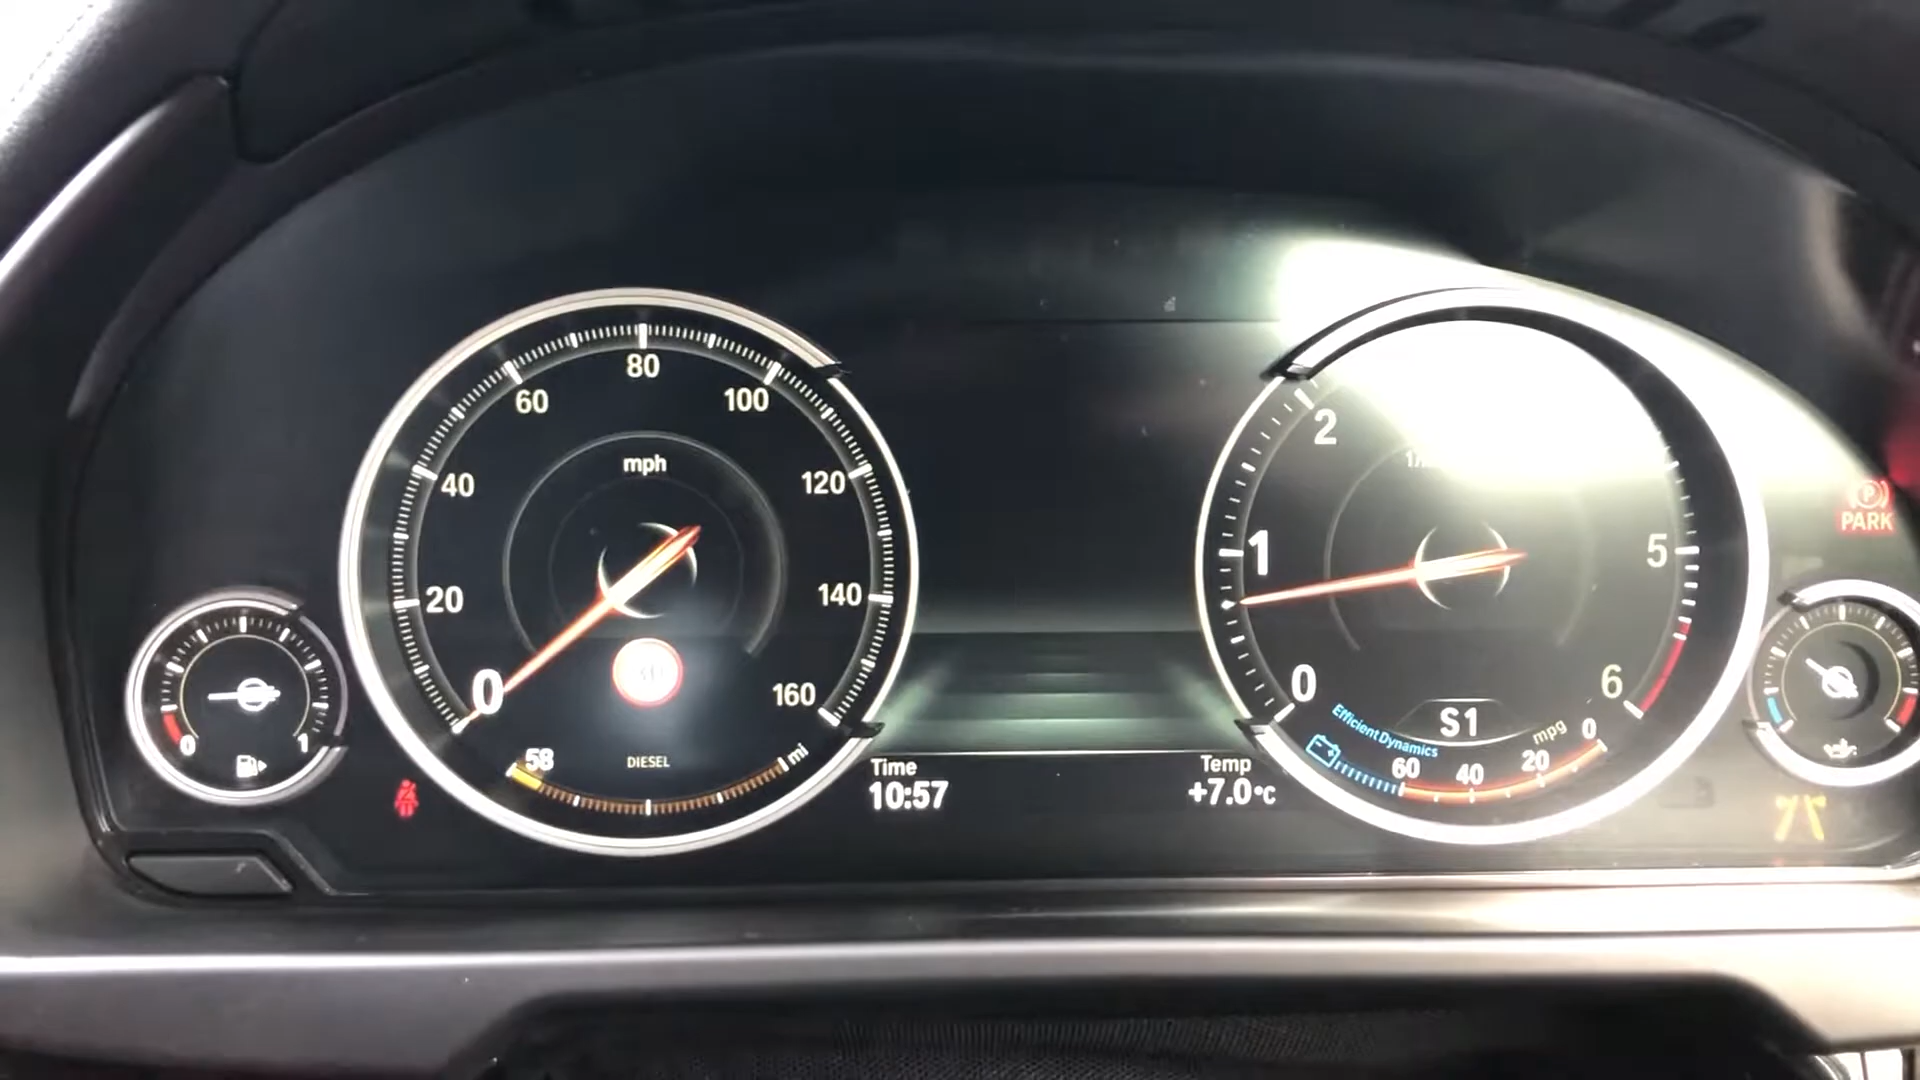 80
60
100
mph
40
120
20
140
0
160
58
DIESEL
mi
0
1
Time
10:57
Temp
+7.0°C
2
1
5
0
6
S1
Efficient Dynamics
mpg
60
40
20
0
P
PARK